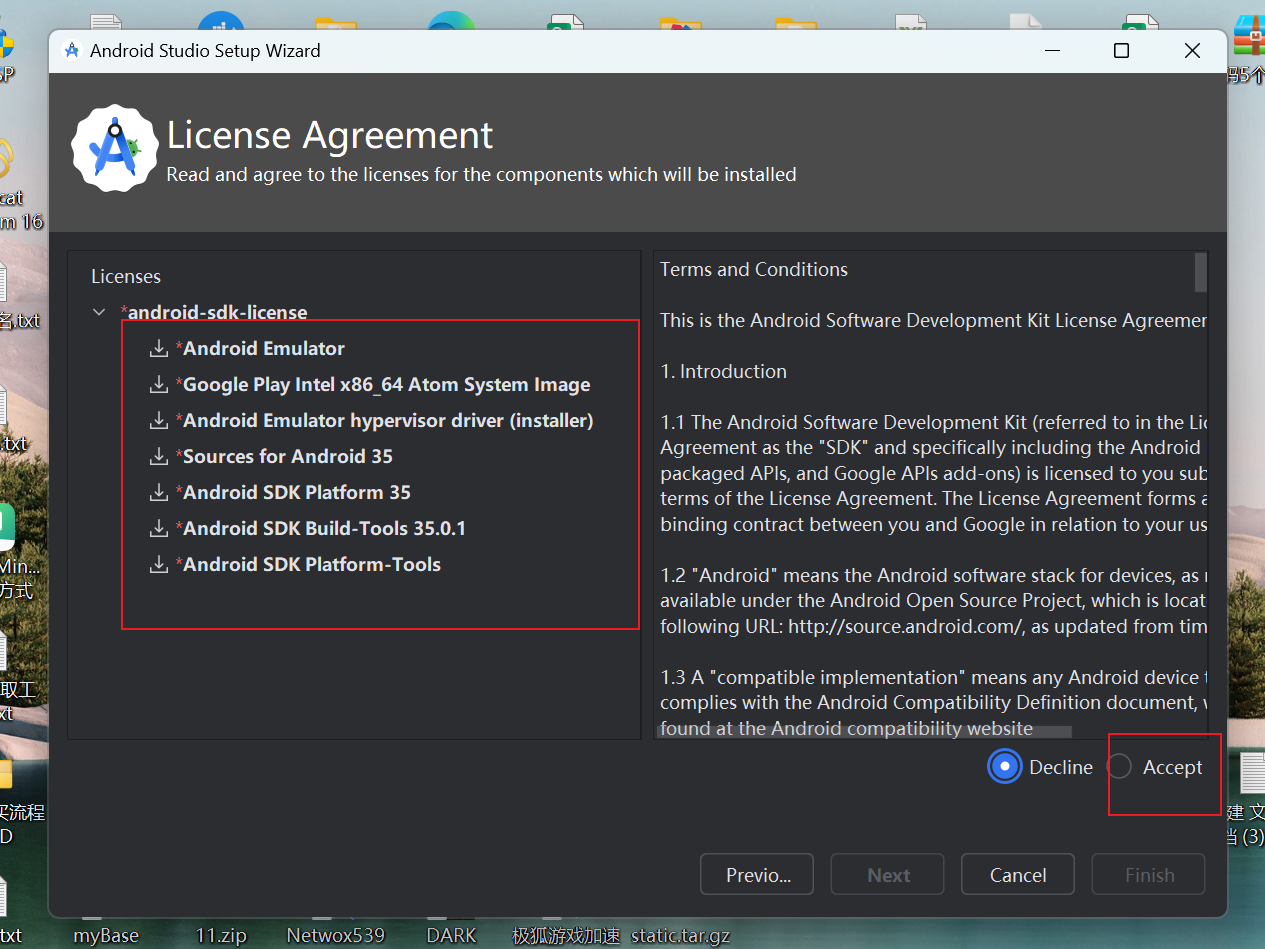 Android Studio Setup Wizard
License Agreement
Read and agree to the licenses for the components which will be installed
Licenses
*android-sdk-license
*Android Emulator
*Google Play Intel x86_64 Atom System Image
*Android Emulator hypervisor driver (installer)
*Sources for Android 35
*Android SDK Platform 35
*Android SDK Build-Tools 35.0.1
*Android SDK Platform-Tools
Terms and Conditions
This is the Android Software Development Kit License Agreemer
1. Introduction
1.1 The Android Software Development Kit (referred to in the Lic
Agreement as the "SDK" and specifically including the Android
packaged APIs, and Google APIs add-ons) is licensed to you sub
terms of the License Agreement. The License Agreement forms a
binding contract between you and Google in relation to your us
1.2 "Android" means the Android software stack for devices, as
available under the Android Open Source Project, which is locat
following URL: http://source.android.com/, as updated from tim
1.3 A "compatible implementation" means any Android device
complies with the Android Compatibility Definition document,
found at the Android compatibility website
Decline
Accept
Previo...
Next
Cancel
Finish
P
cat
m 16
名.txt
.txt
Min...
方式
取工
xt
买流程
D
txt
码5个
建 文
档 (3)
myBase
11.zip
Netwox539
DARK
极狐游戏加速
static.tar.gz